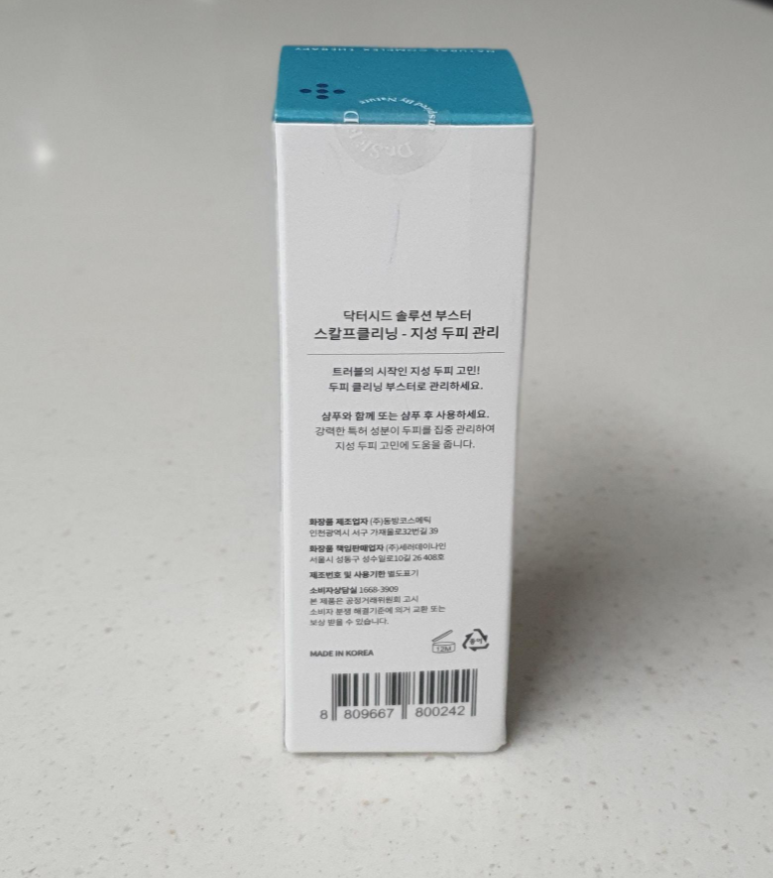 NATURAL COMPLEX THERAPY
Dr.SEED
닥터시드 솔루션 부스터
스칼프클리닝 - 지성 두피 관리
트러블의 시작인 지성 두피 고민!
두피 클리닝 부스터로 관리하세요.
샴푸와 함께 또는 샴푸 후 사용하세요.
강력한 특허 성분이 두피를 집중 관리하여
지성 두피 고민에 도움을 줍니다.
화장품 제조업자 (주)동방코스메틱
인천광역시 서구 가재울로32번길 39
화장품 책임판매업자 (주)세러데이나인
서울시 성동구 성수일로10길 26 408호
제조번호 및 사용기한 별도표기
소비자상담실 1668-3909
본 제품은 공정거래위원회 고시
소비자 분쟁 해결기준에 의거 교환 또는
보상 받을 수 있습니다.
12M
종이
MADE IN KOREA
8 809667 800242